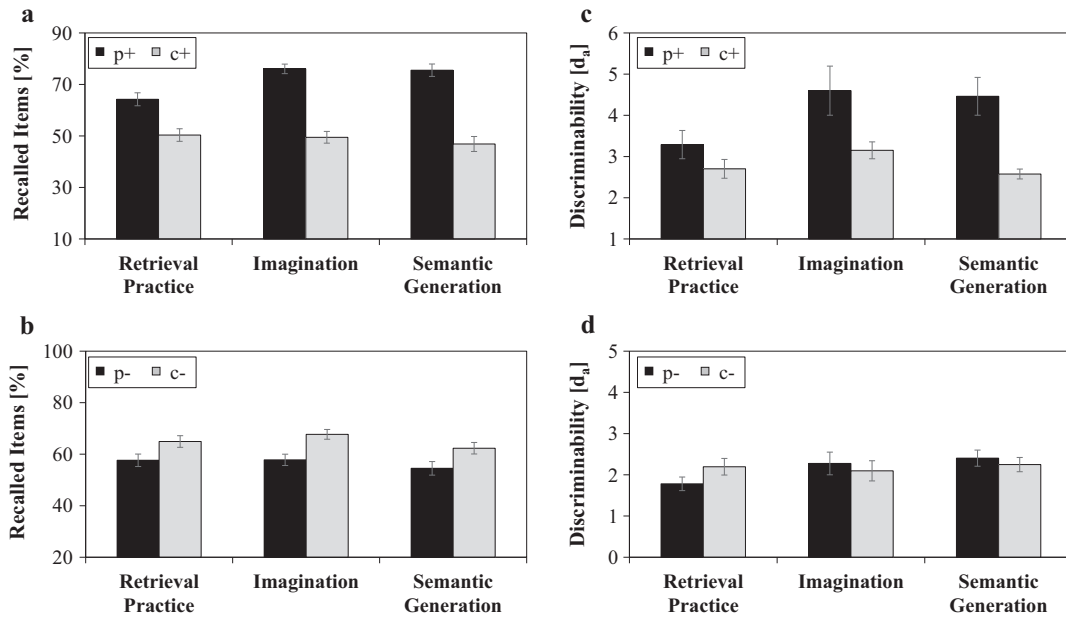 a
Recalled Items [%]
90
70
50
30
10
p+ c+
Retrieval Practice
Imagination
Semantic Generation
b
Recalled Items [%]
100
80
60
40
20
p- c-
Retrieval Practice
Imagination
Semantic Generation
c
Discriminability [dₐ]
6
5
4
3
2
1
p+ c+
Retrieval Practice
Imagination
Semantic Generation
d
Discriminability [dₐ]
5
4
3
2
1
0
p- c-
Retrieval Practice
Imagination
Semantic Generation